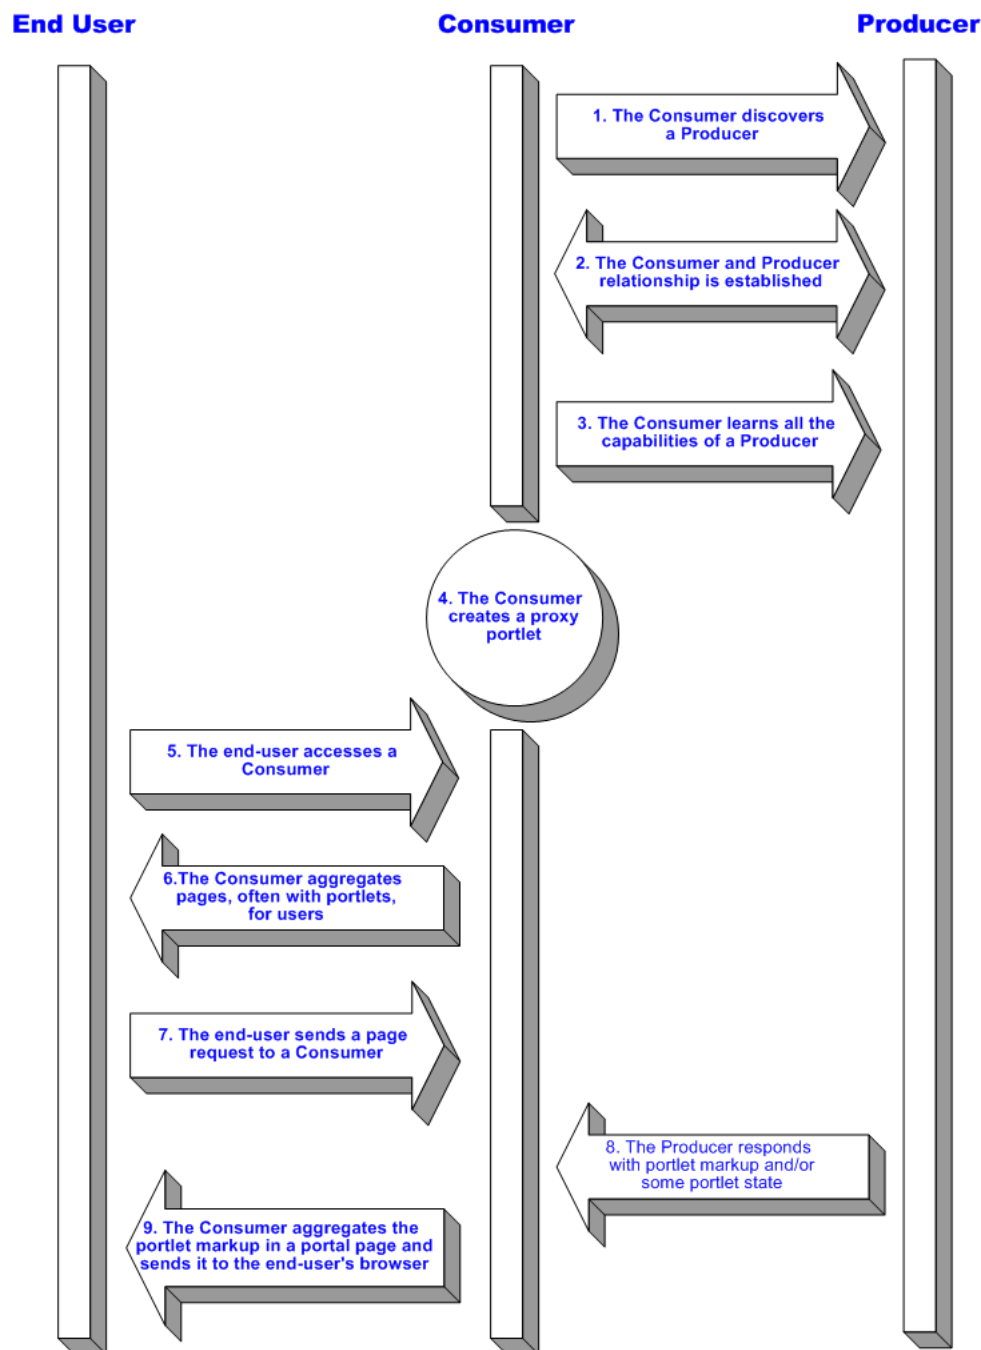 End User
Consumer
Producer
1. The Consumer discovers
a Producer
2. The Consumer and Producer
relationship is established
3. The Consumer learns all the
capabilities of a Producer
4. The Consumer
creates a proxy
portlet
5. The end-user accesses a
Consumer
6.The Consumer aggregates
pages, often with portlets,
for users
7. The end-user sends a page
request to a Consumer
8. The Producer responds
with portlet markup and/or
some portlet state
9. The Consumer aggregates the
portlet markup in a portal page and
sends it to the end-user's browser